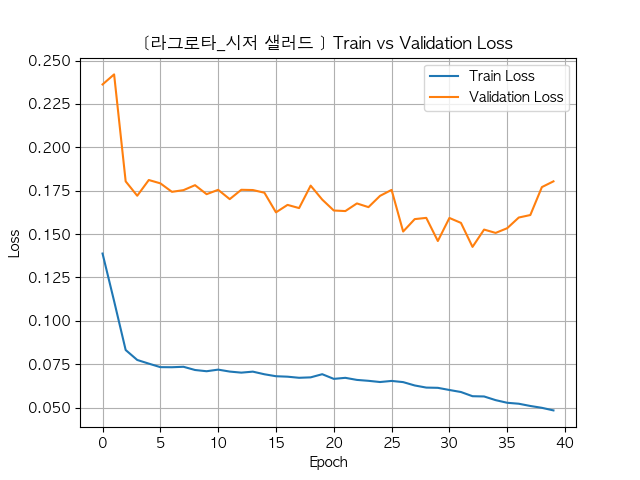 [라그로타_시저 샐러드 ] Train vs Validation Loss
Train Loss
Validation Loss
Loss
0.250
0.225
0.200
0.175
0.150
0.125
0.100
0.075
0.050
0 5 10 15 20 25 30 35 40
Epoch